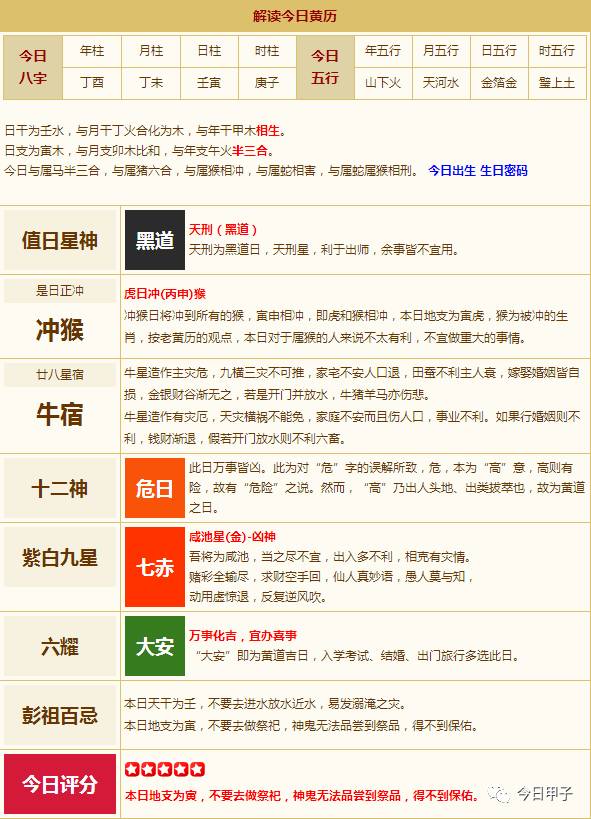 解读今日黄历
今日
八字
年柱 月柱 日柱 时柱
今日
五行
年五行 月五行 日五行 时五行
丁酉 丁未 壬寅 庚子
山下火 天河水 金箔金 璧上土
日干为壬水，与月干丁火合化为木，与年干甲木相生。
日支为寅木，与月支卯木比和，与年支午火半三合。
今日与属马半三合，与属猪六合，与属猴相冲，与属蛇相害，与属蛇属猴相刑。 今日出生 生日密码
值日星神
黑道
天刑（黑道）
天刑为黑道日，天刑星，利于出师，余事皆不宜用。
是日正冲
冲猴
虎日冲(丙申)猴
冲猴日将冲到所有的猴，寅申相冲，即虎和猴相冲，本日地支为寅虎，猴为被冲的生
肖，按老黄历的观点，本日对于属猴的人来说不太有利，不宜做重大的事情。
廿八星宿
牛宿
牛星造作主灾危，九横三灾不可推，家宅不安人口退，田蚕不利主人衰，嫁娶婚姻皆自
损，金银财谷渐无之，若是开门并放水，牛猪羊马亦伤悲。
牛星造作有灾厄，天灾横祸不能免，家庭不安而且伤人口，事业不利。如果行婚姻则不
利，钱财渐退，假若开门放水则不利六畜。
十二神
危日
此日万事皆凶。此为对“危”字的误解所致，危，本为“高”意，高则有
险，故有“危险”之说。然而，“高”乃出人头地、出类拔萃也，故为黄道
之日。
紫白九星
七赤
咸池星(金)-凶神
吾将为咸池，当之尽不宜，出入多不利，相克有灾情。
赌彩全输尽，求财空手回，仙人真妙语，愚人莫与知，
动用虚惊退，反复逆风吹。
六耀
大安
万事化吉，宜办喜事
“大安”即为黄道吉日，入学考试、结婚、出门旅行多选此日。
彭祖百忌
本日天干为壬，不要去进水放水近水，易发溺淹之灾。
本日地支为寅，不要去做祭祀，神鬼无法品尝到祭品，得不到保佑。
今日评分
本日地支为寅，不要去做祭祀，神鬼无法品尝到祭品，得不到保佑。
今日甲子